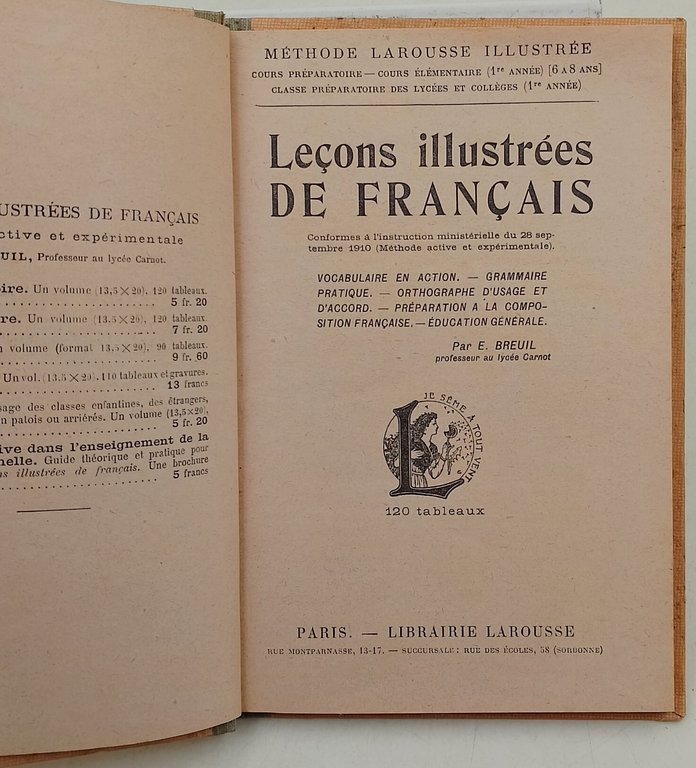 USTRÉES DE FRANÇAIS
ctive et expérimentale
UIL, Professeur au lycée Carnot.
oire. Un volume (13,5×20), 120 tableaux.
5 fr. 20
re. Un volume (13,5×20), 120 tableaux.
7 fr. 20
n volume (format 13,5×20), 90 tableaux.
9 fr. 60
Un vol. (13,5×20), 110 tableaux et gravures.
13 francs
sage des classes enfantines, des étrangers,
n patois ou arriérés. Un volume (13,5×20),
5 fr. 20
ive dans l'enseignement de la
nelle. Guide théorique et pratique pour
ns illustrées de français. Une brochure
5 francs
MÉTHODE LAROUSSE ILLUSTRÉE
COURS PRÉPARATOIRE — COURS ÉLÉMENTAIRE (1re ANNÉE) [6 A 8 ANS]
CLASSE PRÉPARATOIRE DES LYCÉES ET COLLÈGES (1re ANNÉE)
Leçons illustrées
DE FRANÇAIS
Conformes à l'instruction ministérielle du 28 sep-
tembre 1910 (Méthode active et expérimentale).
VOCABULAIRE EN ACTION. — GRAMMAIRE
PRATIQUE. — ORTHOGRAPHE D'USAGE ET
D'ACCORD. — PRÉPARATION A LA COMPO-
SITION FRANÇAISE. — ÉDUCATION GÉNÉRALE.
Par E. BREUIL
professeur au lycée Carnot
L
JE SÈME A TOUT VENT
120 tableaux
PARIS. — LIBRAIRIE LAROUSSE
RUE MONTPARNASSE, 13-17. — SUCCURSALE : RUE DES ÉCOLES, 58 (SORBONNE)